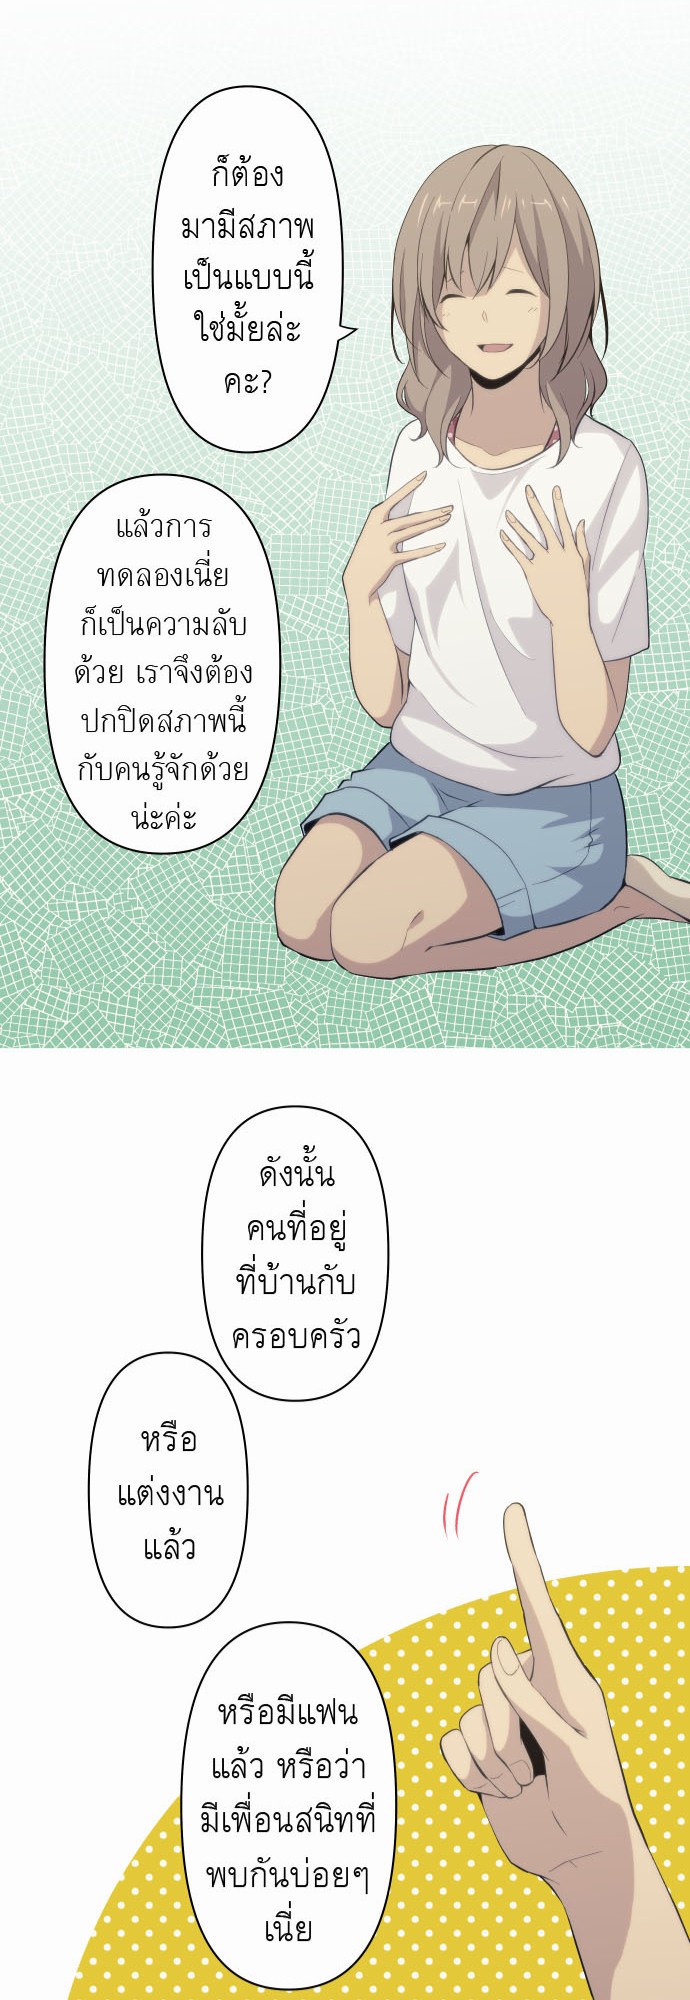 ก็ต้อง
มามีสภาพ
เป็นแบบนี้
ใช่มั้ยล่ะ
คะ?
แล้วการ
ทดลองเนี่ย
ก็เป็นความลับ
ด้วย เราจึงต้อง
ปกปิดสภาพนี้
กับคนรู้จักด้วย
น่ะค่ะ
ดังนั้น
คนที่อยู่
ที่บ้านกับ
ครอบครัว
หรือ
แต่งงาน
แล้ว
หรือมีแฟน
แล้ว หรือว่า
มีเพื่อนสนิทที่
พบกันบ่อยๆ
เนี่ย